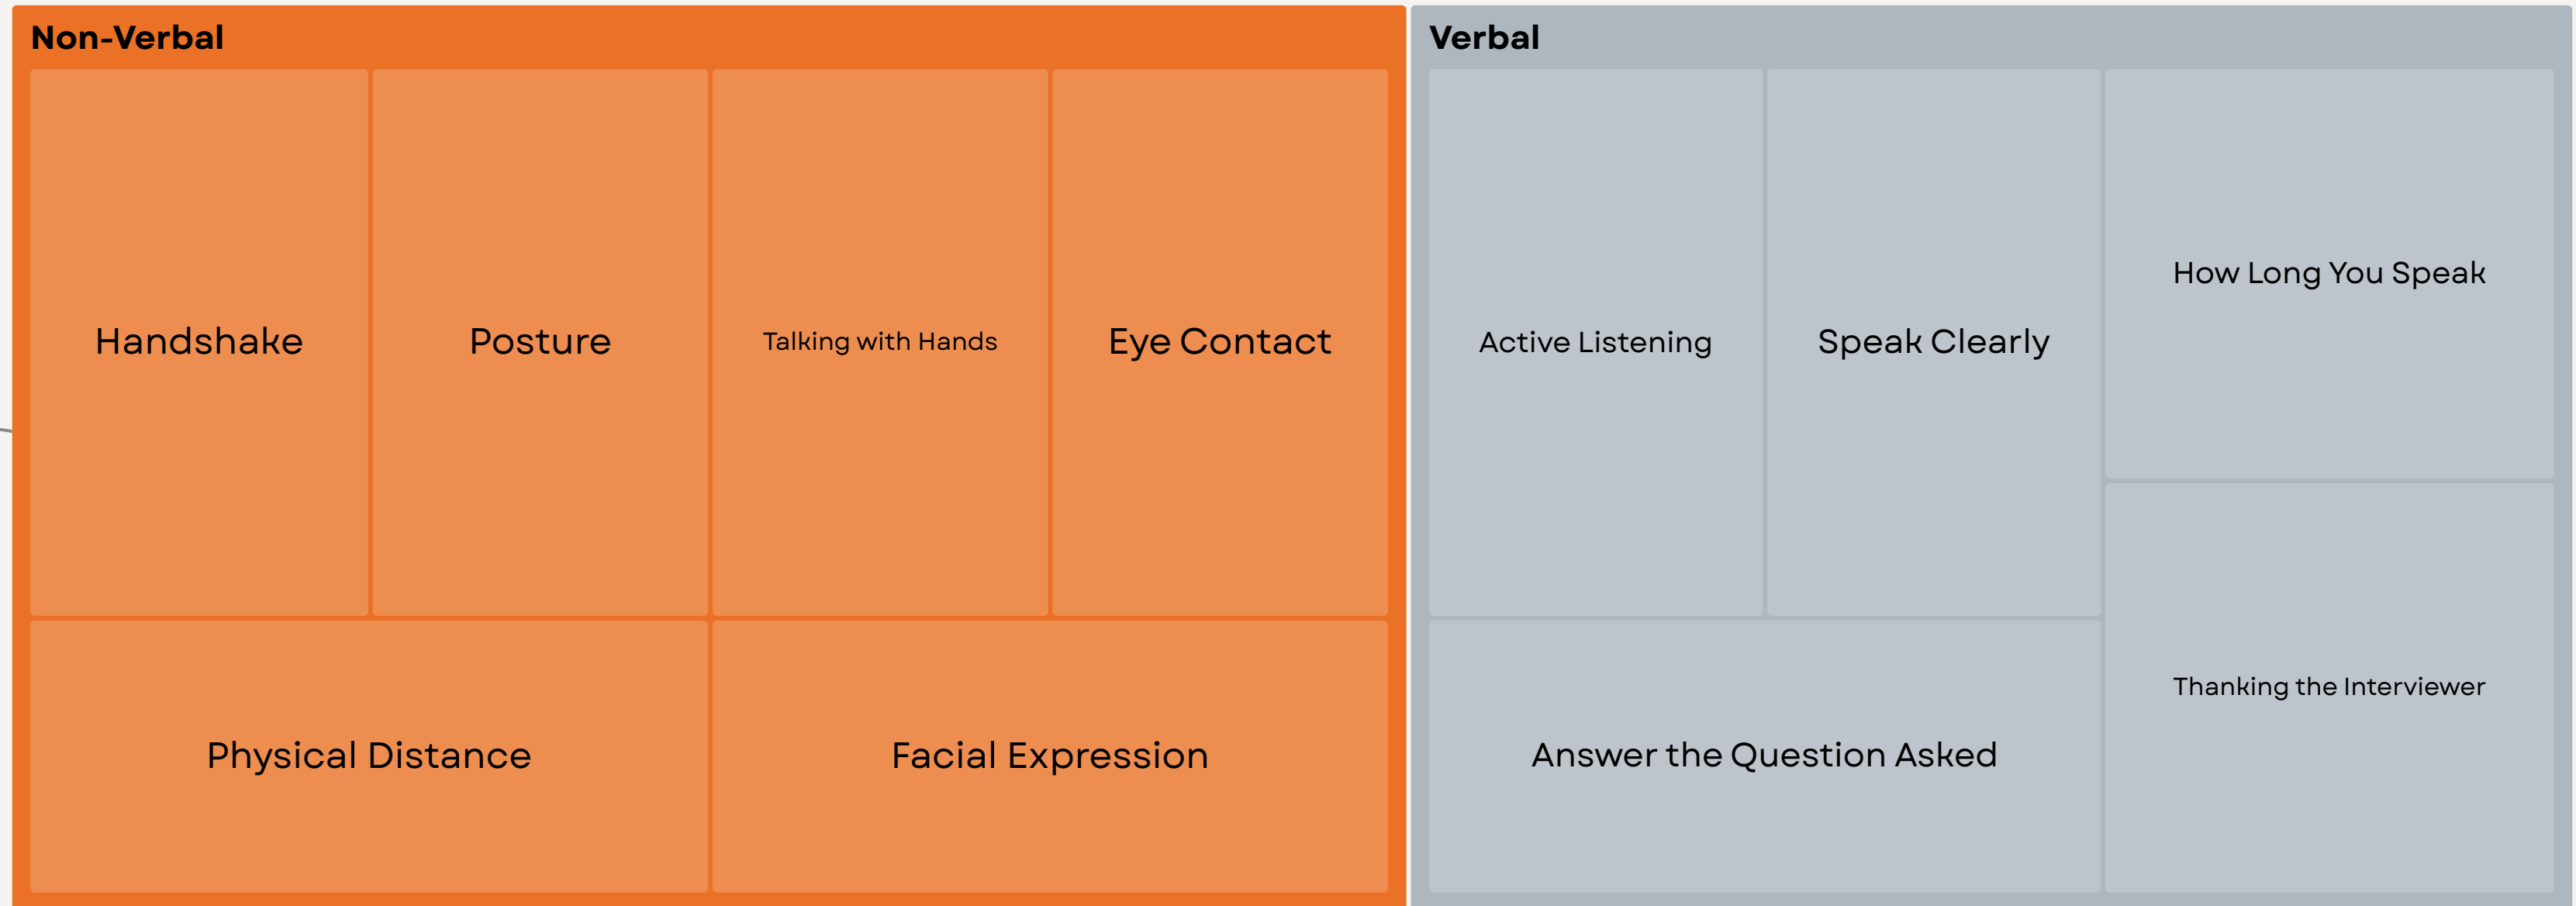 Non-Verbal
Handshake
Posture
Talking with Hands
Eye Contact
Physical Distance
Facial Expression
Verbal
Active Listening
Speak Clearly
How Long You Speak
Answer the Question Asked
Thanking the Interviewer